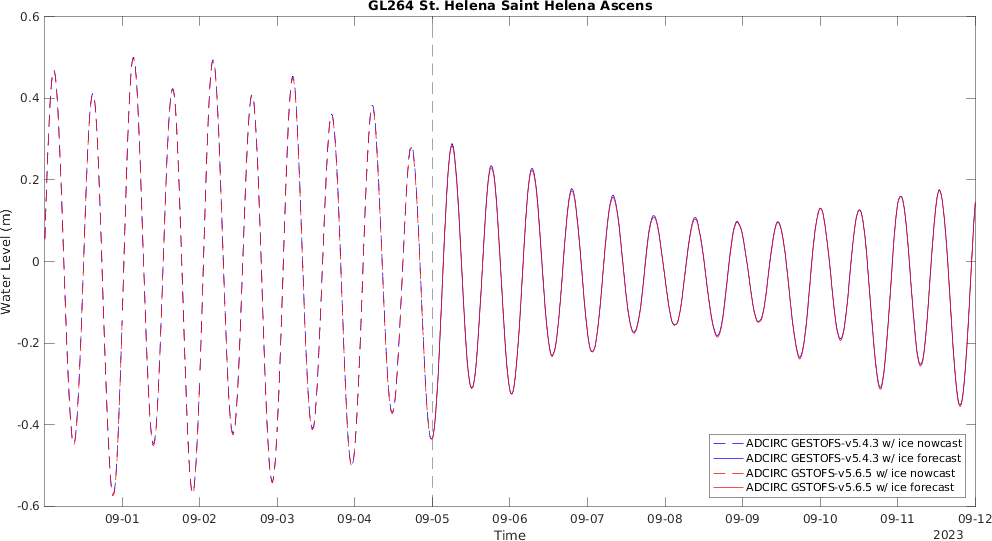 GL264 St. Helena Saint Helena Ascens
0.6
0.4
0.2
0
-0.2
-0.4
-0.6
Water Level (m)
09-01 09-02 09-03 09-04 09-05 09-06 09-07 09-08 09-09 09-10 09-11 09-12
Time
2023
ADCIRC GESTOFS-v5.4.3 w/ ice nowcast
ADCIRC GESTOFS-v5.4.3 w/ ice forecast
ADCIRC GSTOFS-v5.6.5 w/ ice nowcast
ADCIRC GSTOFS-v5.6.5 w/ ice forecast